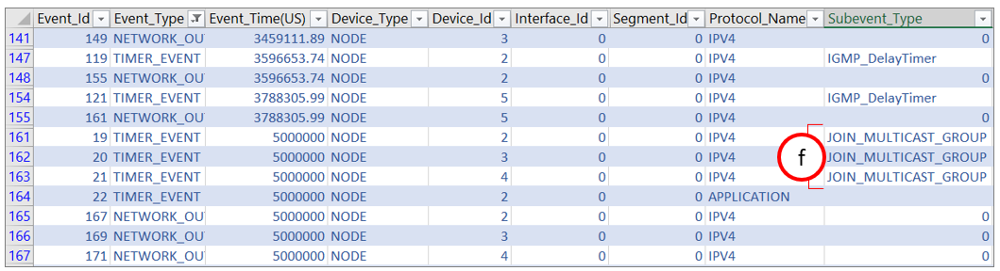 Event_Id Event_Type Event_Time(US) Device_Type Device_Id Interface_Id Segment_Id Protocol_Name Subevent_Type
141 149 NETWORK_OU 3459111.89 NODE 3 0 0 IPV4 0
147 119 TIMER_EVENT 3596653.74 NODE 2 0 0 IPV4 IGMP_DelayTimer
148 155 NETWORK_OU 3596653.74 NODE 2 0 0 IPV4 0
154 121 TIMER_EVENT 3788305.99 NODE 5 0 0 IPV4 IGMP_DelayTimer
155 161 NETWORK_OU 3788305.99 NODE 5 0 0 IPV4 0
161 19 TIMER_EVENT 5000000 NODE 2 0 0 IPV4 JOIN_MULTICAST_GROUP
162 20 TIMER_EVENT 5000000 NODE 3 0 0 IPV4 f JOIN_MULTICAST_GROUP
163 21 TIMER_EVENT 5000000 NODE 4 0 0 IPV4 JOIN_MULTICAST_GROUP
164 22 TIMER_EVENT 5000000 NODE 2 0 0 APPLICATION
165 167 NETWORK_OU 5000000 NODE 2 0 0 IPV4 0
166 169 NETWORK_OU 5000000 NODE 3 0 0 IPV4 0
167 171 NETWORK_OU 5000000 NODE 4 0 0 IPV4 0